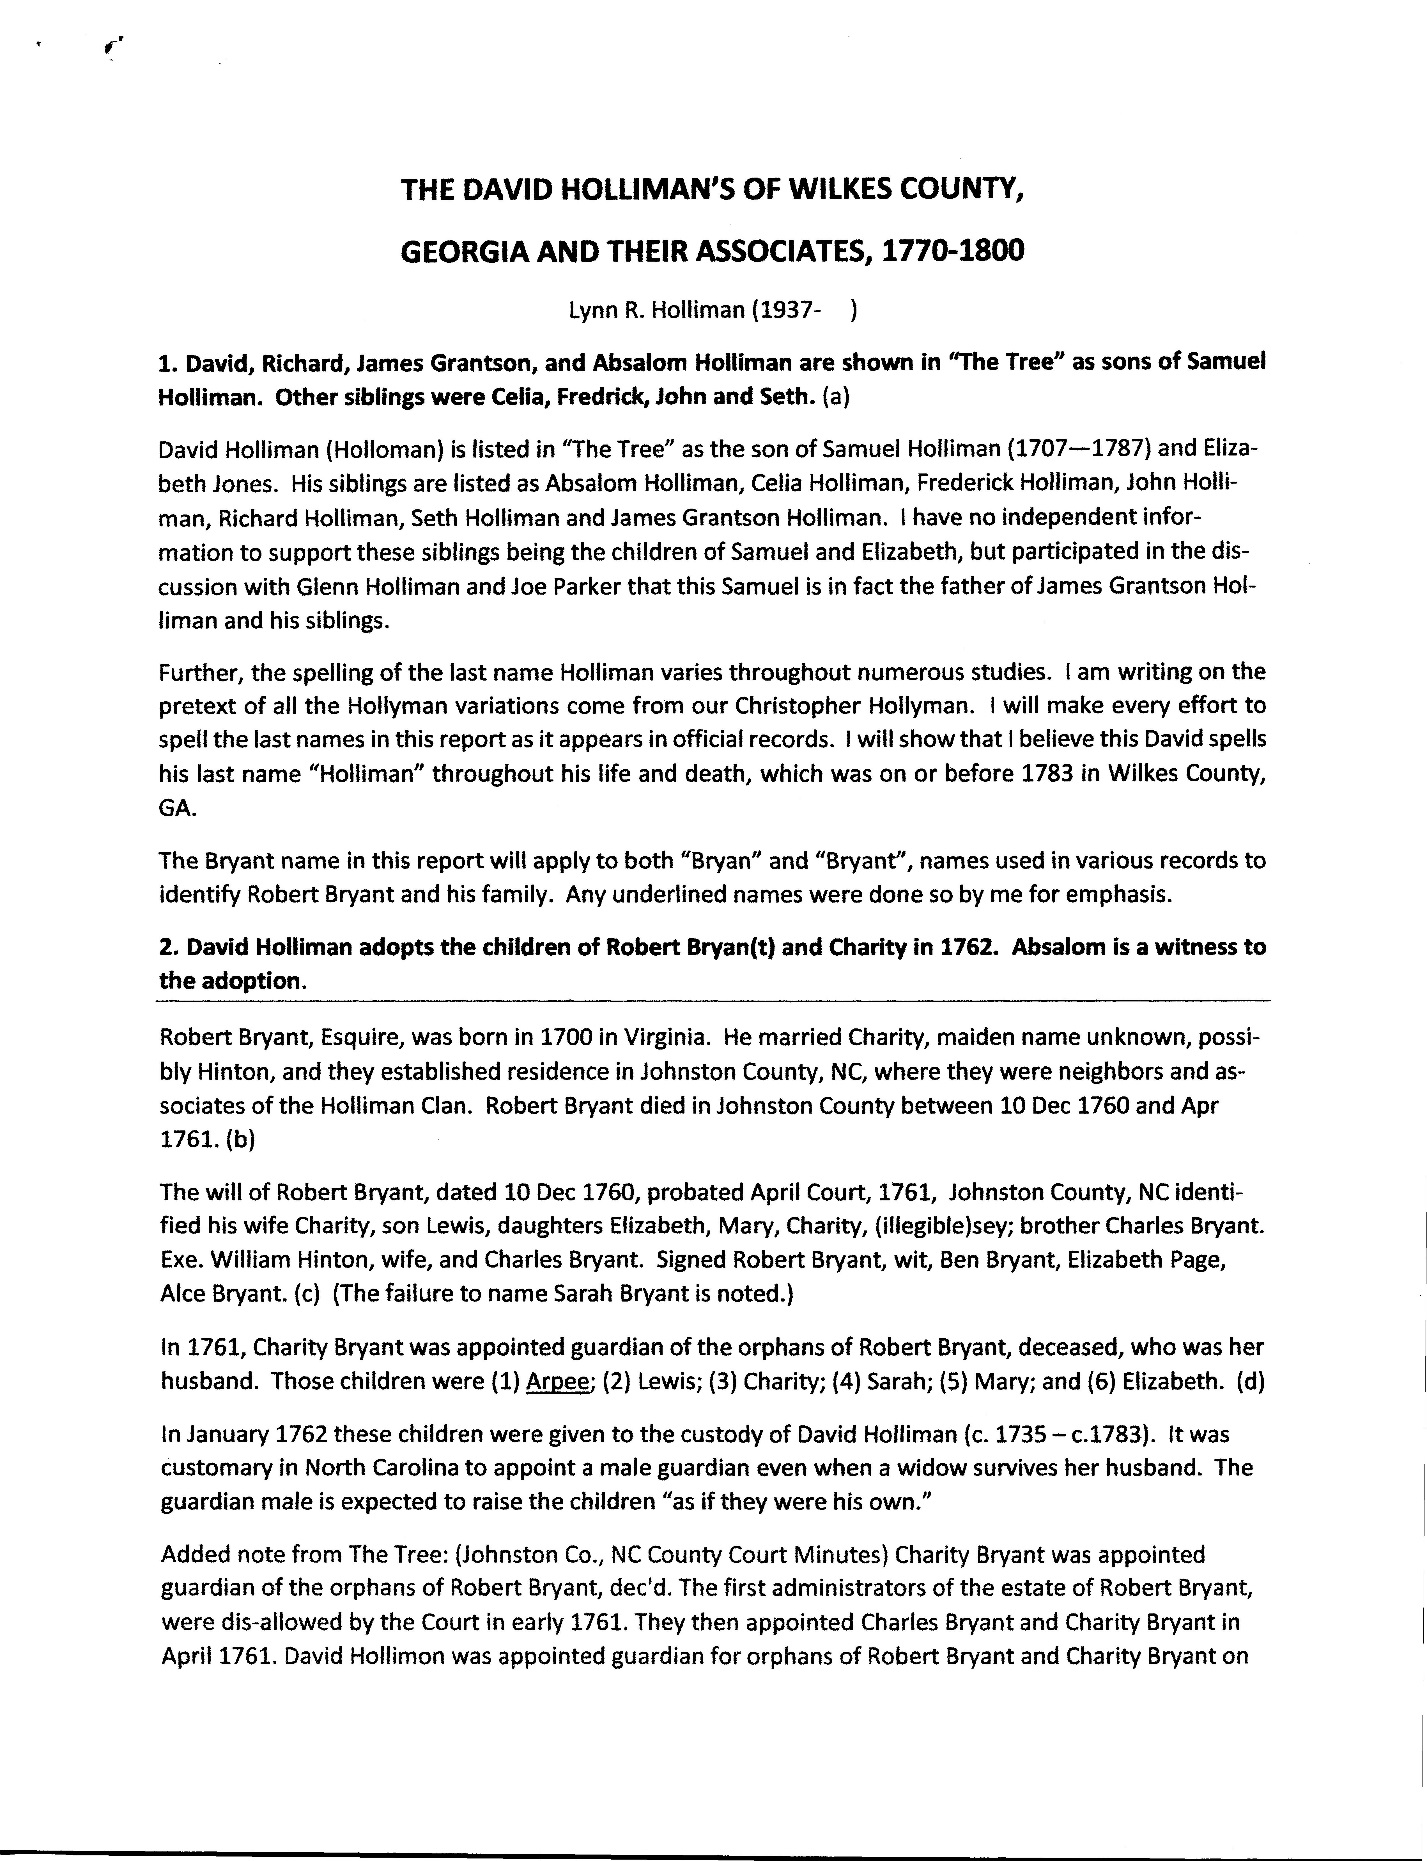 THE DAVID HOLLIMAN'S OF WILKES COUNTY,
GEORGIA AND THEIR ASSOCIATES, 1770-1800
Lynn R. Holliman (1937-   )
1. David, Richard, James Grantson, and Absalom Holliman are shown in "The Tree" as sons of Samuel
Holliman.  Other siblings were Celia, Fredrick, John and Seth. (a)
David Holliman (Holloman) is listed in "The Tree" as the son of Samuel Holliman (1707—1787) and Eliza-
beth Jones.  His siblings are listed as Absalom Holliman, Celia Holliman, Frederick Holliman, John Holli-
man, Richard Holliman, Seth Holliman and James Grantson Holliman.  I have no independent infor-
mation to support these siblings being the children of Samuel and Elizabeth, but participated in the dis-
cussion with Glenn Holliman and Joe Parker that this Samuel is in fact the father of James Grantson Hol-
liman and his siblings.
Further, the spelling of the last name Holliman varies throughout numerous studies.  I am writing on the
pretext of all the Hollyman variations come from our Christopher Hollyman.  I will make every effort to
spell the last names in this report as it appears in official records.  I will show that I believe this David spells
his last name "Holliman" throughout his life and death, which was on or before 1783 in Wilkes County,
GA.
The Bryant name in this report will apply to both "Bryan" and "Bryant", names used in various records to
identify Robert Bryant and his family.  Any underlined names were done so by me for emphasis.
2. David Holliman adopts the children of Robert Bryan(t) and Charity in 1762.  Absalom is a witness to
the adoption.
Robert Bryant, Esquire, was born in 1700 in Virginia.  He married Charity, maiden name unknown, possi-
bly Hinton, and they established residence in Johnston County, NC, where they were neighbors and as-
sociates of the Holliman Clan.  Robert Bryant died in Johnston County between 10 Dec 1760 and Apr
1761. (b)
The will of Robert Bryant, dated 10 Dec 1760, probated April Court, 1761,  Johnston County, NC identi-
fied his wife Charity, son Lewis, daughters Elizabeth, Mary, Charity, (illegible)sey; brother Charles Bryant.
Exe. William Hinton, wife, and Charles Bryant.  Signed Robert Bryant, wit, Ben Bryant, Elizabeth Page,
Alce Bryant. (c)  (The failure to name Sarah Bryant is noted.)
In 1761, Charity Bryant was appointed guardian of the orphans of Robert Bryant, deceased, who was her
husband.  Those children were (1) Arpee; (2) Lewis; (3) Charity; (4) Sarah; (5) Mary; and (6) Elizabeth.  (d)
In January 1762 these children were given to the custody of David Holliman (c. 1735 – c.1783).  It was
customary in North Carolina to appoint a male guardian even when a widow survives her husband.  The
guardian male is expected to raise the children "as if they were his own."
Added note from The Tree: (Johnston Co., NC County Court Minutes) Charity Bryant was appointed
guardian of the orphans of Robert Bryant, dec'd. The first administrators of the estate of Robert Bryant,
were dis-allowed by the Court in early 1761. They then appointed Charles Bryant and Charity Bryant in
April 1761. David Hollimon was appointed guardian for orphans of Robert Bryant and Charity Bryant on